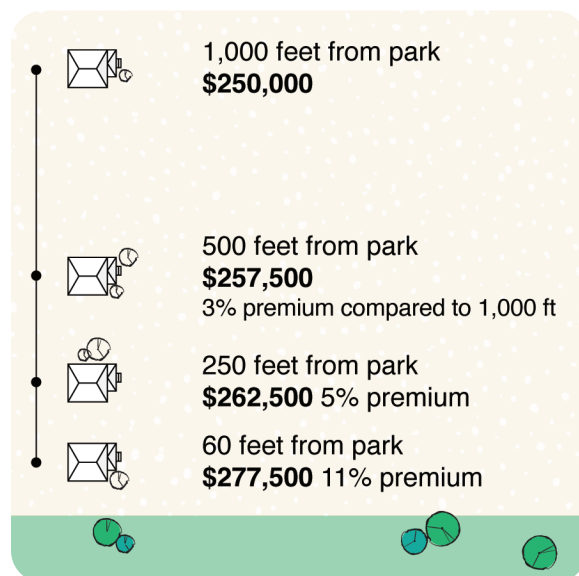 1,000 feet from park
$250,000
500 feet from park
$257,500
3% premium compared to 1,000 ft
250 feet from park
$262,500 5% premium
60 feet from park
$277,500 11% premium